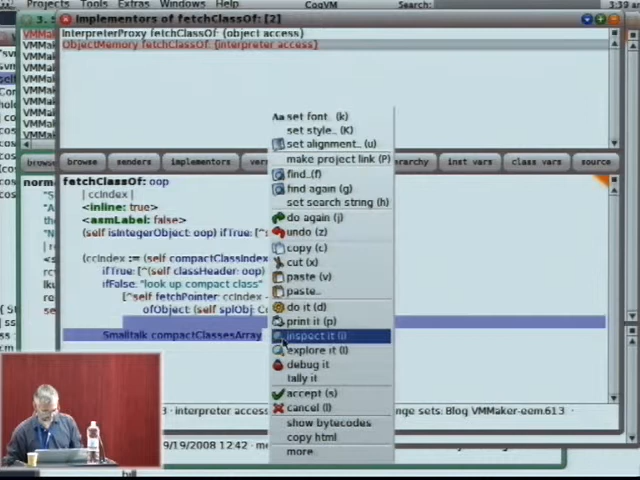 Projects Tools Extras Windows Help CogVM Search:
Implementors of fetchClassOf: [2]
InterpreterProxy fetchClassOf: {object access}
ObjectMemory fetchClassOf: {interpreter access}
set font.. (k)
set style.. (K)
set alignment.. (u)
make project link (P)
find..(f)
find again (g)
set search string (h)
do again (j)
undo (z)
copy (c)
cut (x)
paste (v)
paste..
do it (d)
print it (p)
inspect it (i)
explore it (I)
debug it
tally it
accept (s)
cancel (l)
show bytecodes
copy html
more..
browse senders implementors
inst vars class vars source
fetchClassOf: oop
| ccIndex |
<inline: true>
<asmLabel: false>
(self isIntegerObject: oop) ifTrue: [^
(ccIndex := (self compactClassIndex
ifTrue: [^(self classHeader: oop)
ifFalse: "look up compact class"
[^self fetchPointer: ccIndex -
ofObject: (self splObj:
Smalltalk compactClassesArray
interpreter access
nge sets: Blog VMMaker-eem.613 ·
/19/2008 12:42